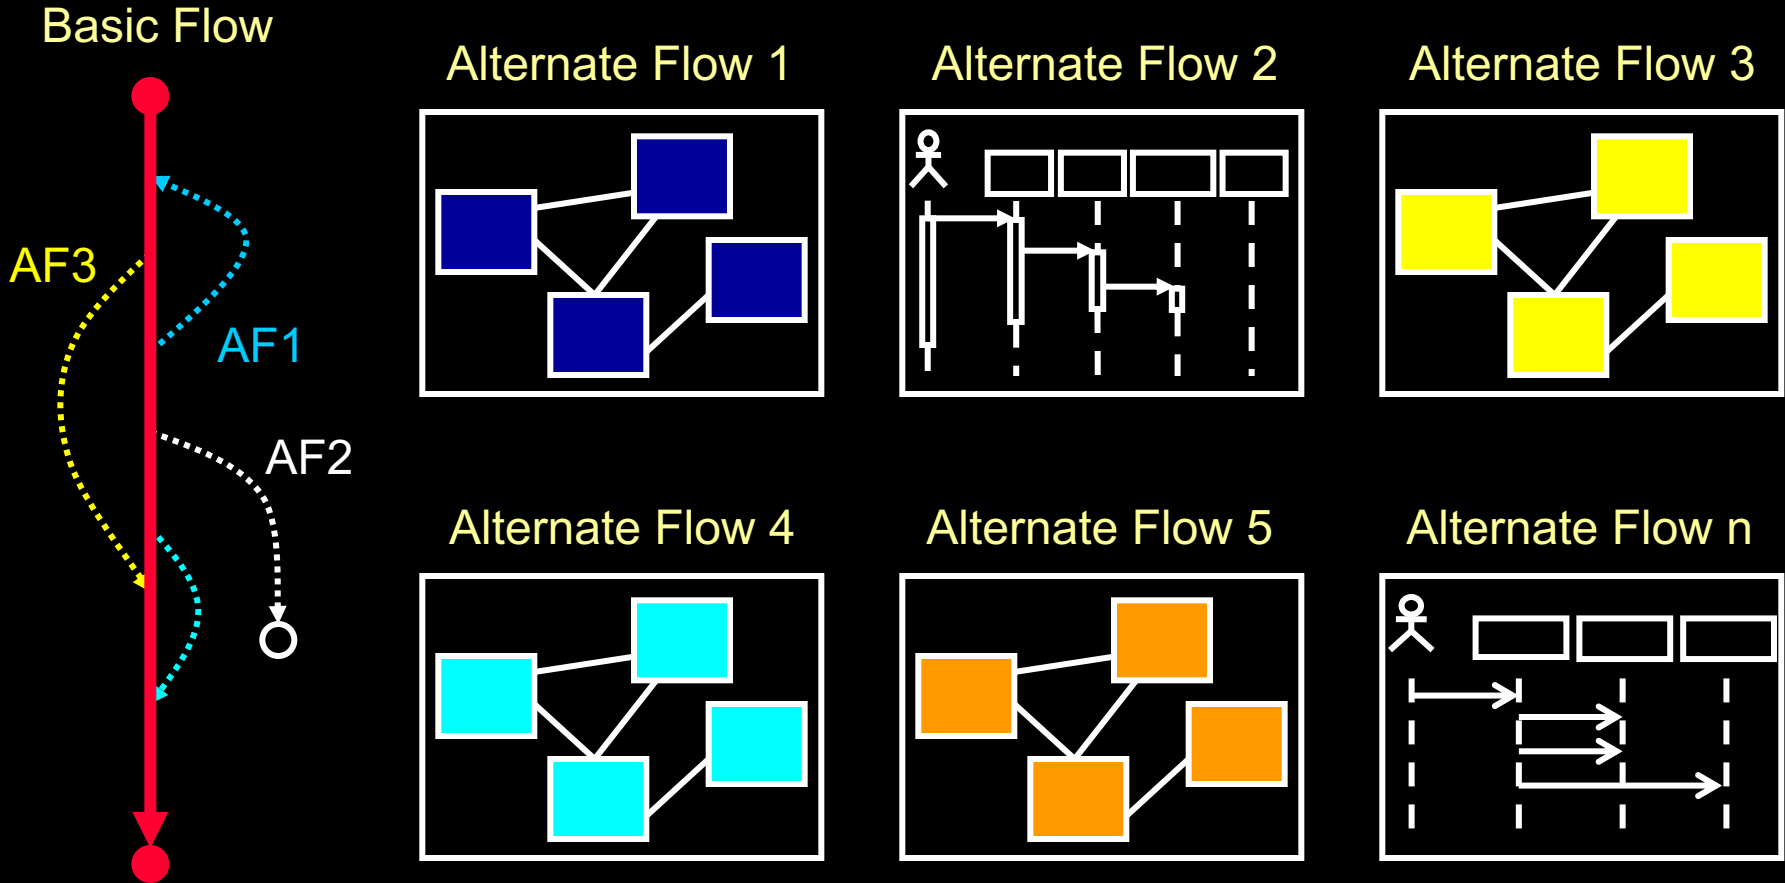 Basic Flow
Alternate Flow 1
Alternate Flow 2
Alternate Flow 3
AF3
AF1
AF2
Alternate Flow 4
Alternate Flow 5
Alternate Flow n